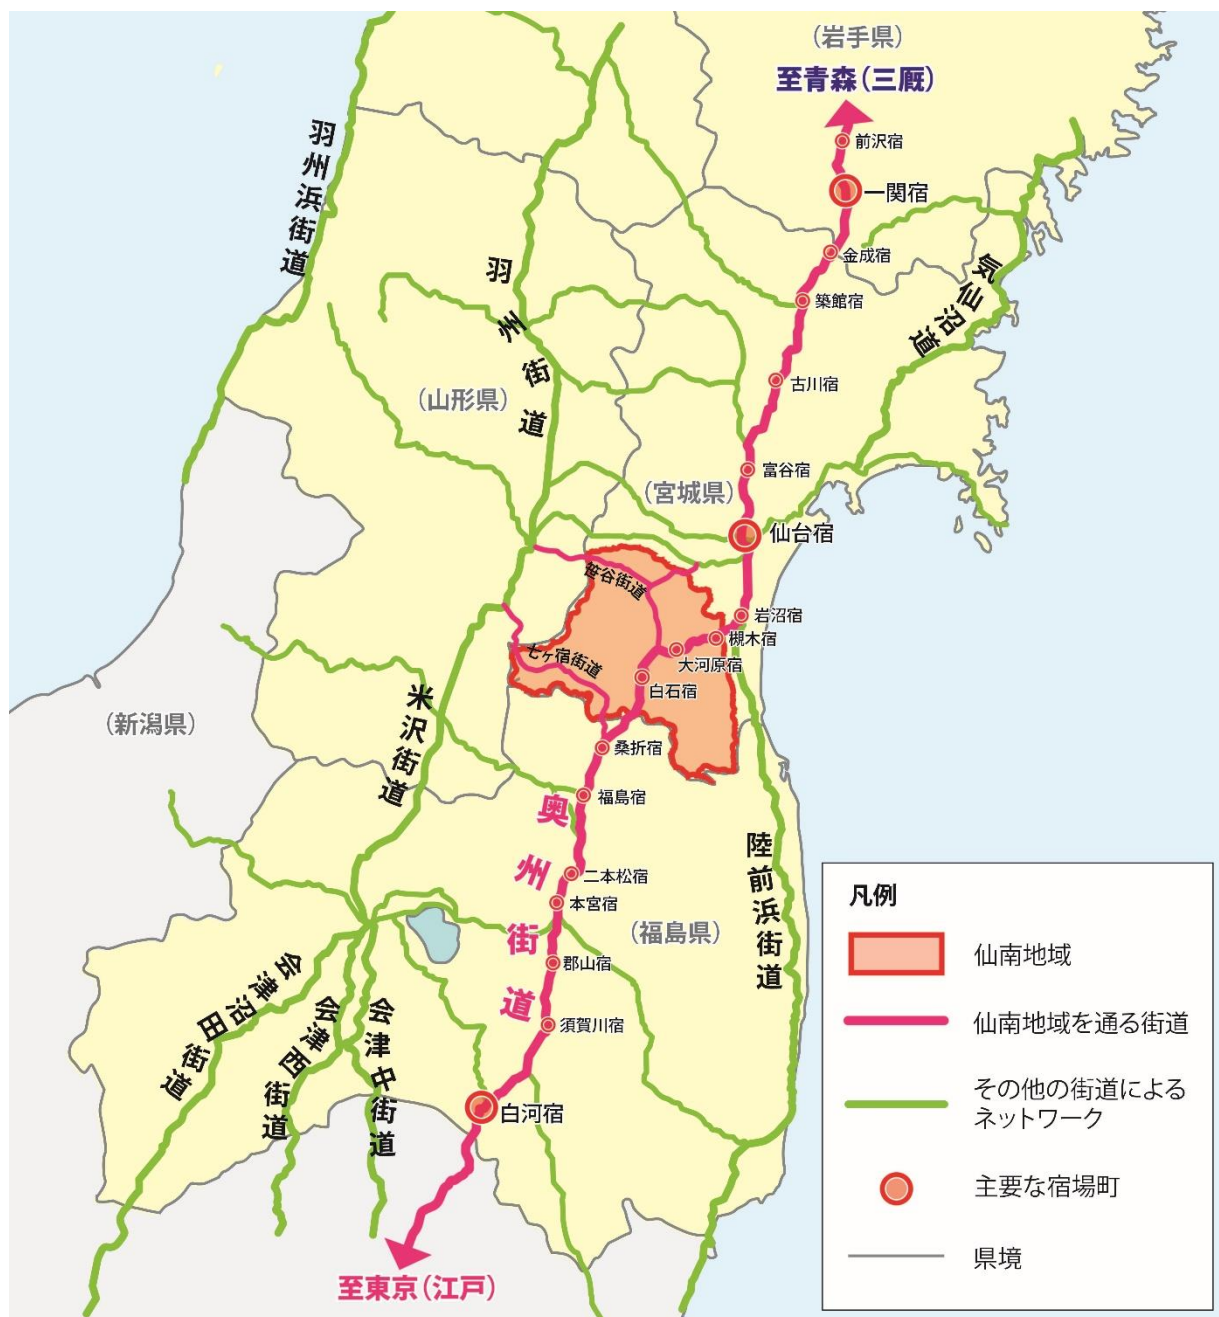 (岩手県)
至青森(三厩)
前沢宿
一関宿
金成宿
築館宿
古川宿
富谷宿
仙台宿
岩沼宿
槻木宿
大河原宿
白石宿
桑折宿
福島宿
二本松宿
本宮宿
郡山宿
須賀川宿
白河宿
至東京(江戸)
羽州浜街道
羽州街道
気仙沼道
(山形県)
(宮城県)
笹谷街道
七ヶ宿街道
(新潟県)
米沢街道
奥州街道
陸前浜街道
(福島県)
会津沼田街道
会津西街道
会津中街道
凡例
仙南地域
仙南地域を通る街道
その他の街道による
ネットワーク
主要な宿場町
県境